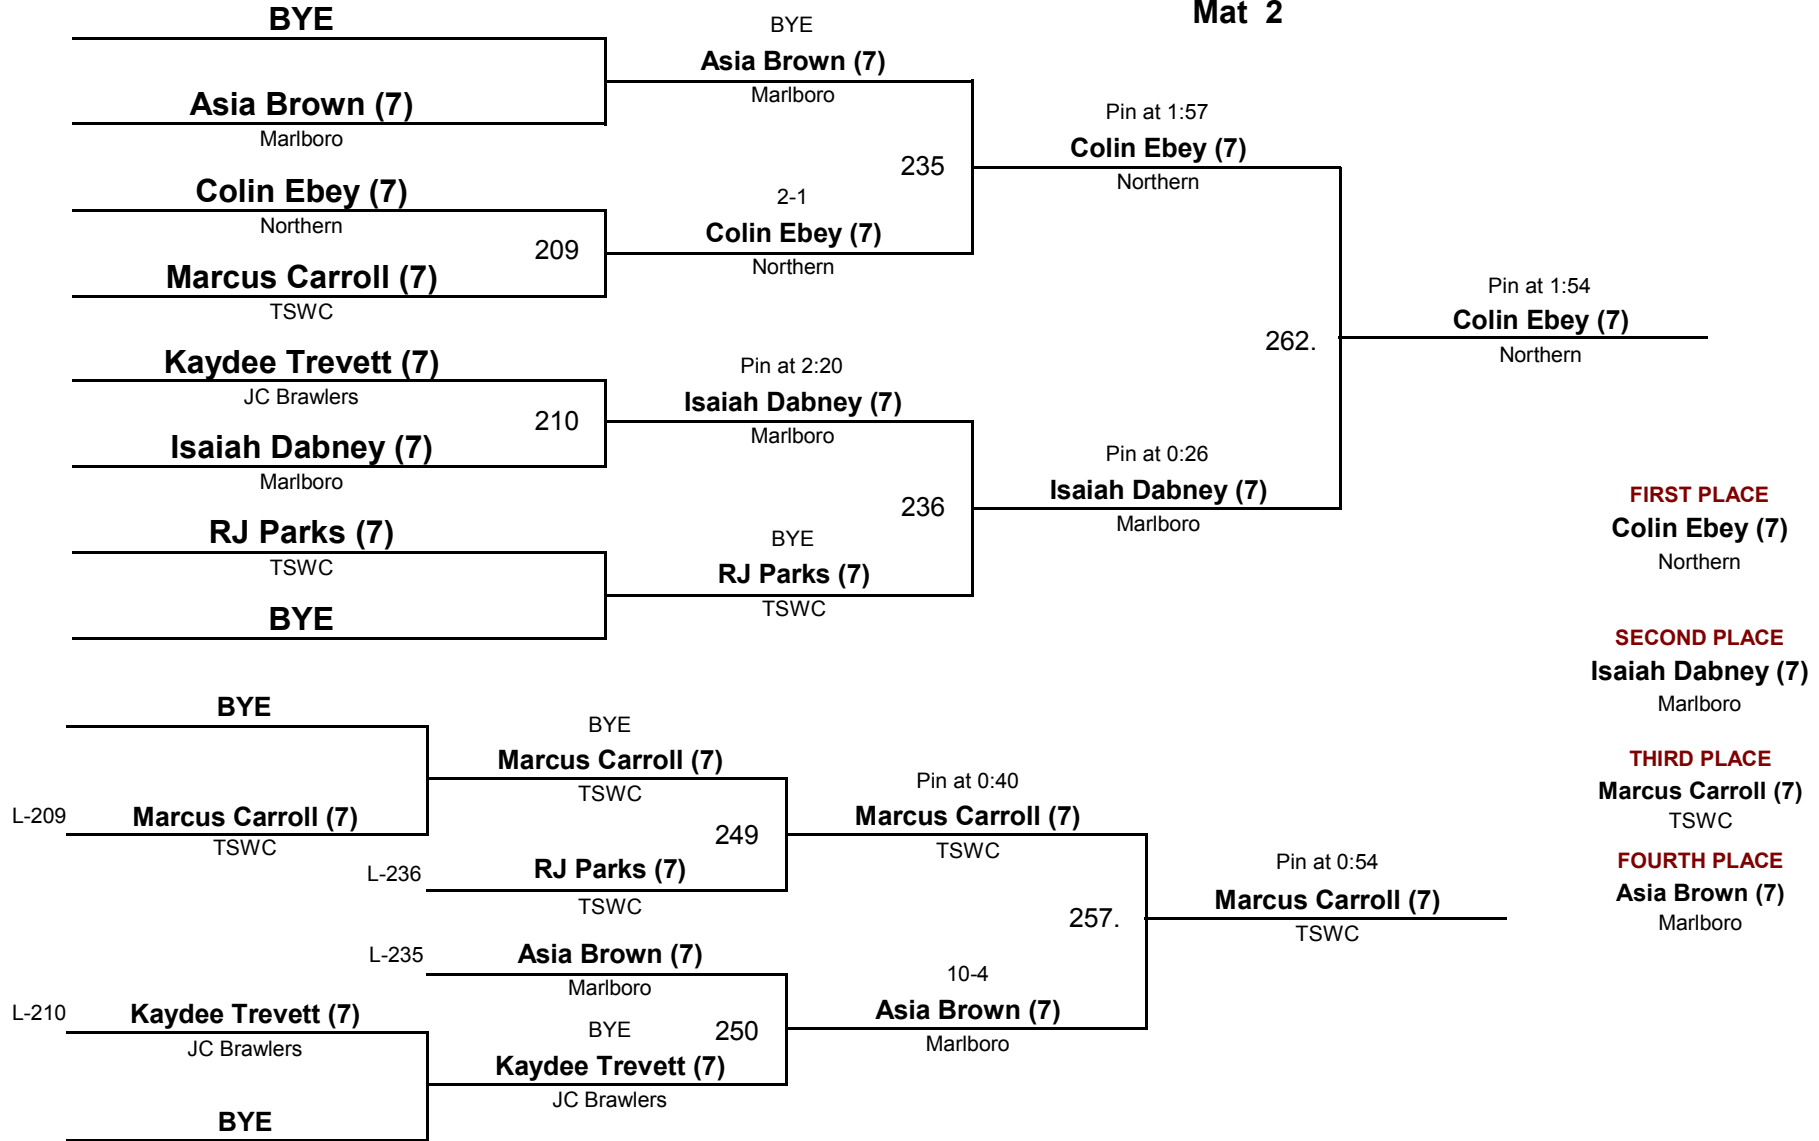 Mat 2
BYE
Asia Brown (7)
Marlboro
Colin Ebey (7)
Northern
209
Marcus Carroll (7)
TSWC
Kaydee Trevett (7)
JC Brawlers
210
Isaiah Dabney (7)
Marlboro
RJ Parks (7)
TSWC
BYE
BYE
Asia Brown (7)
Marlboro
235
2-1
Colin Ebey (7)
Northern
Pin at 2:20
Isaiah Dabney (7)
Marlboro
236
BYE
RJ Parks (7)
TSWC
Pin at 1:57
Colin Ebey (7)
Northern
262.
Pin at 0:26
Isaiah Dabney (7)
Marlboro
Pin at 1:54
Colin Ebey (7)
Northern
FIRST PLACE
Colin Ebey (7)
Northern
SECOND PLACE
Isaiah Dabney (7)
Marlboro
THIRD PLACE
Marcus Carroll (7)
TSWC
FOURTH PLACE
Asia Brown (7)
Marlboro
BYE
L-209
Marcus Carroll (7)
TSWC
L-210
Kaydee Trevett (7)
JC Brawlers
BYE
BYE
Marcus Carroll (7)
TSWC
249
L-236
RJ Parks (7)
TSWC
L-235
Asia Brown (7)
Marlboro
BYE
250
Kaydee Trevett (7)
JC Brawlers
Pin at 0:40
Marcus Carroll (7)
TSWC
257.
10-4
Asia Brown (7)
Marlboro
Pin at 0:54
Marcus Carroll (7)
TSWC